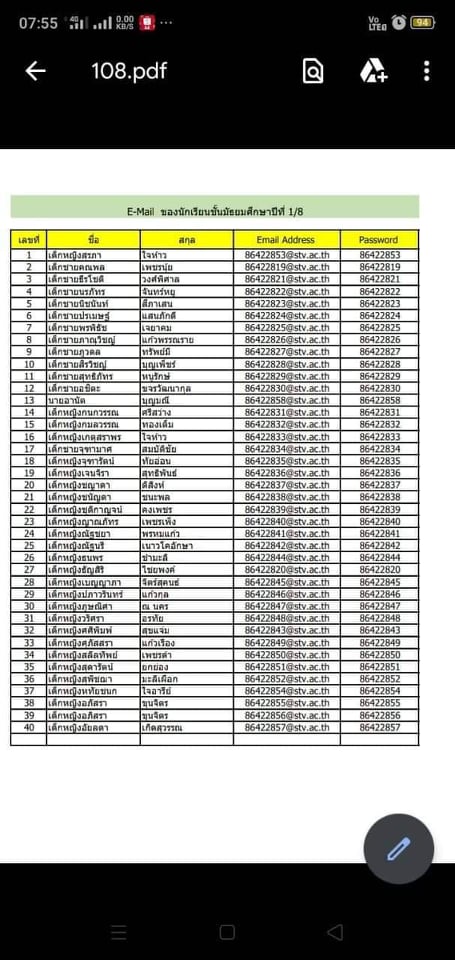 07:55 4G 0.00 KB/S ... Vo LTE 94
108.pdf
E-Mail ของนักเรียนชั้นมัธยมศึกษาปีที่ 1/8
เลขที่ ชื่อ สกุล Email Address Password
1 เด็กหญิงสรภา ใจห้าว 86422853@stv.ac.th 86422853
2 เด็กชายคณพล เพชรนุ้ย 86422819@stv.ac.th 86422819
3 เด็กชายธีรโชติ วงศ์พิศาล 86422821@stv.ac.th 86422821
4 เด็กชายนรภัทร จันทร์หมู 86422822@stv.ac.th 86422822
5 เด็กชายนิชนันท์ สีภาเสน 86422823@stv.ac.th 86422823
6 เด็กชายปรเมษฐ์ แสนภักดี 86422824@stv.ac.th 86422824
7 เด็กชายพรพิธัช เจยาคม 86422825@stv.ac.th 86422825
8 เด็กชายภาณุวิชญ์ แก้วพรรณราย 86422826@stv.ac.th 86422826
9 เด็กชายภูวดล ทรัพย์มี 86422827@stv.ac.th 86422827
10 เด็กชายสิรวิชญ์ บุญเพ็ชร์ 86422828@stv.ac.th 86422828
11 เด็กชายสุทธิภัทร หนูรักษ์ 86422829@stv.ac.th 86422829
12 เด็กชายอชิตะ ขจรวัฒนากุล 86422830@stv.ac.th 86422830
13 นายอานัต บุญมณี 86422858@stv.ac.th 86422858
14 เด็กหญิงกนกวรรณ ศรีสว่าง 86422831@stv.ac.th 86422831
15 เด็กหญิงกมลวรรณ ทองเต็ม 86422832@stv.ac.th 86422832
16 เด็กหญิงเกตุสราพร ใจห้าว 86422833@stv.ac.th 86422833
17 เด็กชายจุฑามาศ สมบัติชัย 86422834@stv.ac.th 86422834
18 เด็กหญิงจุฑารัตน์ ทัยอ่อน 86422835@stv.ac.th 86422835
19 เด็กหญิงเจนจิรา สุทธิพันธ์ 86422836@stv.ac.th 86422836
20 เด็กหญิงชญาดา ดีสิงห์ 86422837@stv.ac.th 86422837
21 เด็กหญิงชนัญดา ชนะพล 86422838@stv.ac.th 86422838
22 เด็กหญิงชุติกาญจน์ คงเพชร 86422839@stv.ac.th 86422839
23 เด็กหญิงญาณภัทร เพชรเพ็ง 86422840@stv.ac.th 86422840
24 เด็กหญิงณัฐชยา พรหมแก้ว 86422841@stv.ac.th 86422841
25 เด็กหญิงณัฐนรี เนาวโคอักษา 86422842@stv.ac.th 86422842
26 เด็กหญิงธนพร ชำมะลี 86422844@stv.ac.th 86422844
27 เด็กหญิงธัญสิริ ไชยพงค์ 86422820@stv.ac.th 86422820
28 เด็กหญิงเบญญาภา จิตร์สุคนธ์ 86422845@stv.ac.th 86422845
29 เด็กหญิงปภาวรินทร์ แก้วกุล 86422846@stv.ac.th 86422846
30 เด็กหญิงภูษณิศา ณ นคร 86422847@stv.ac.th 86422847
31 เด็กหญิงวริศรา อรทัย 86422848@stv.ac.th 86422848
32 เด็กหญิงศศิพิมพ์ สุขแจ่ม 86422843@stv.ac.th 86422843
33 เด็กหญิงศุภัสสรา แก้วเรือง 86422849@stv.ac.th 86422849
34 เด็กหญิงสลิลทิพย์ เพชรดำ 86422850@stv.ac.th 86422850
35 เด็กหญิงสุดารัตน์ ยกย่อง 86422851@stv.ac.th 86422851
36 เด็กหญิงสุพิชฌา มะลิเผือก 86422852@stv.ac.th 86422852
37 เด็กหญิงหทัยชนก ใจอารีย์ 86422854@stv.ac.th 86422854
38 เด็กหญิงอภัสรา ขุนจิตร 86422855@stv.ac.th 86422855
39 เด็กหญิงอภิสรา ขุนจิตร 86422856@stv.ac.th 86422856
40 เด็กหญิงอัยลดา เกิดสุวรรณ 86422857@stv.ac.th 86422857